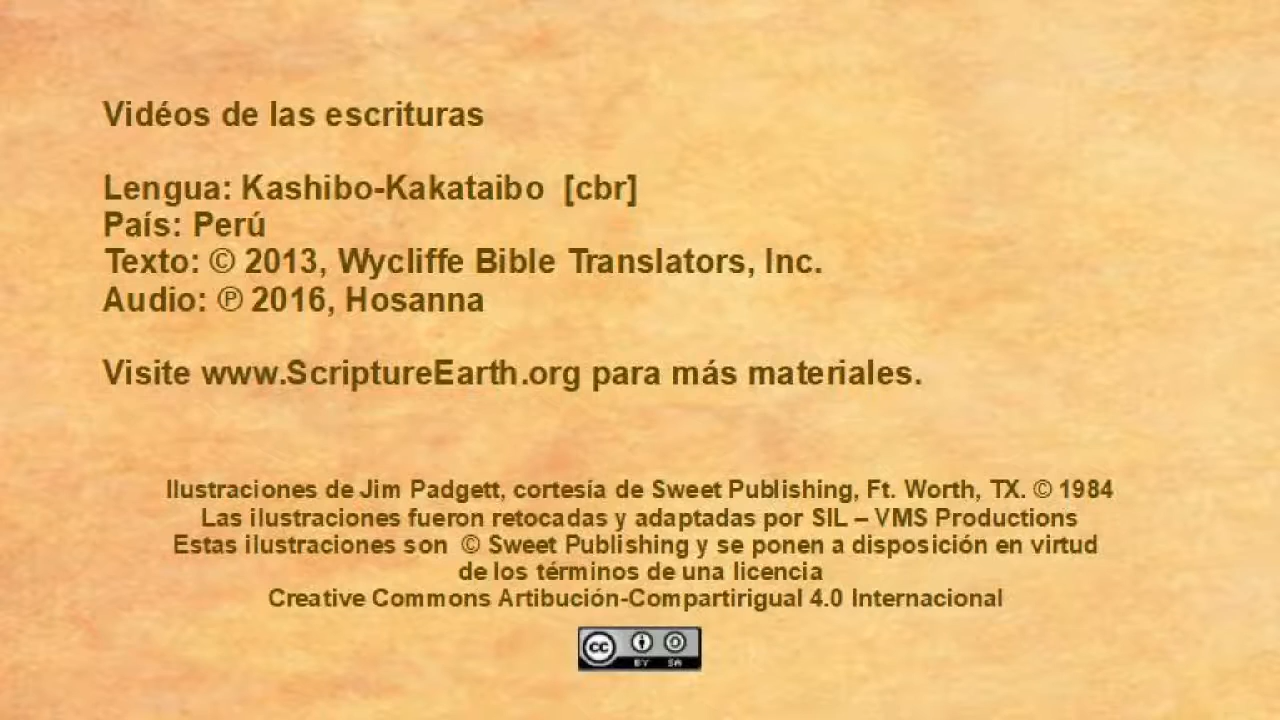 Vidéos de las escrituras
Lengua: Kashibo-Kakataibo [cbr]
País: Perú
Texto: © 2013, Wycliffe Bible Translators, Inc.
Audio: ℗ 2016, Hosanna
Visite www.ScriptureEarth.org para más materiales.
Ilustraciones de Jim Padgett, cortesía de Sweet Publishing, Ft. Worth, TX. © 1984
Las ilustraciones fueron retocadas y adaptadas por SIL – VMS Productions
Estas ilustraciones son © Sweet Publishing y se ponen a disposición en virtud
de los términos de una licencia
Creative Commons Artibución-Compartirigual 4.0 Internacional
cc BY SA